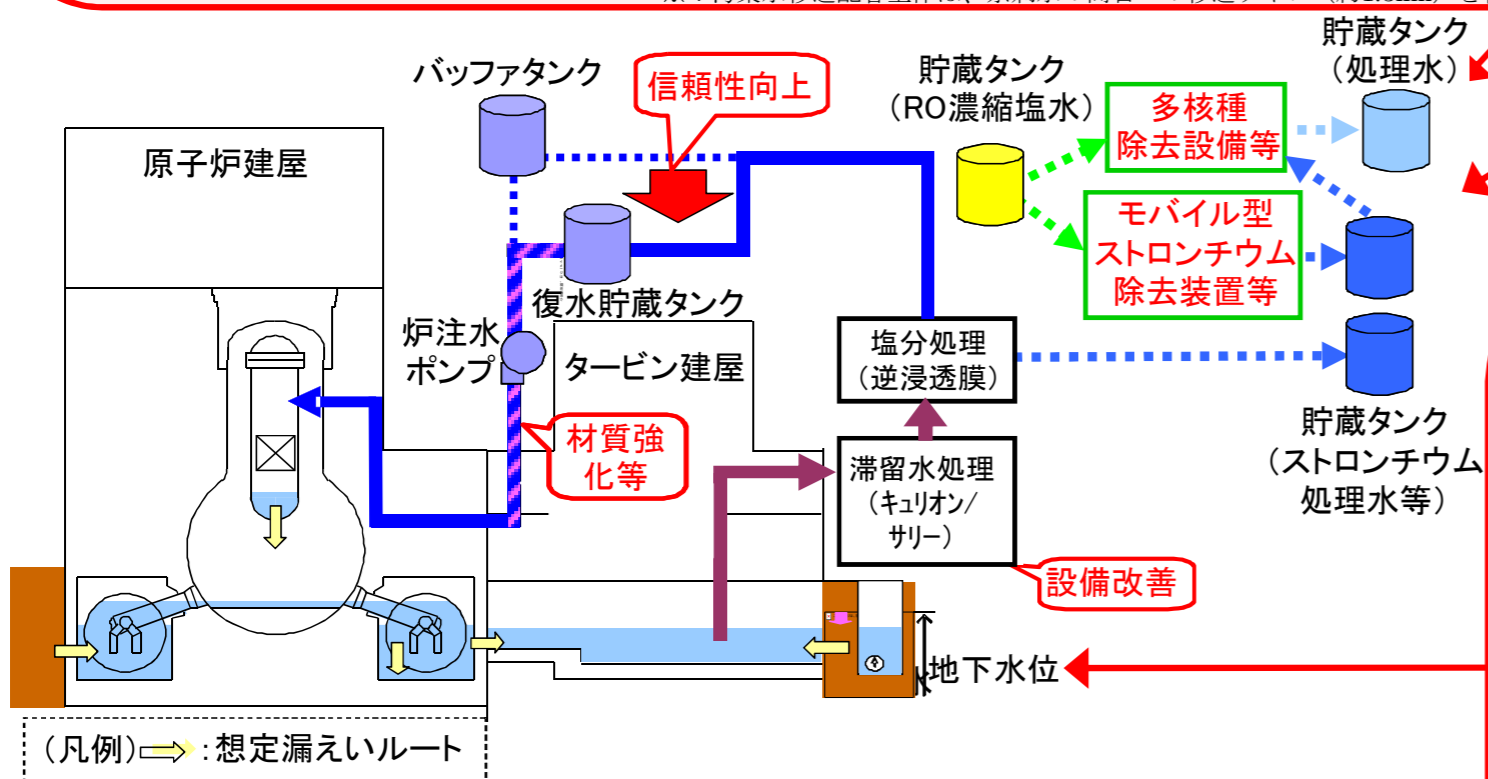 バッファタンク
信頼性向上
貯蔵タンク
（RO濃縮塩水）
貯蔵タンク
（処理水）
多核種
除去設備等
原子炉建屋
モバイル型
ストロンチウム
除去装置等
復水貯蔵タンク
炉注水
ポンプ
タービン建屋
塩分処理
（逆浸透膜）
材質強
化等
滞留水処理
（キュリオン/
サリー）
貯蔵タンク
（ストロンチウム
処理水等）
設備改善
地下水位
（凡例） ：想定漏えいルート